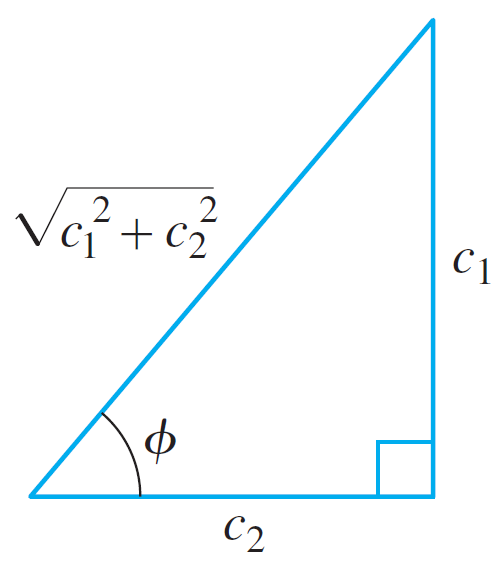 √(c₁² + c₂²)
c₁
ϕ
c₂